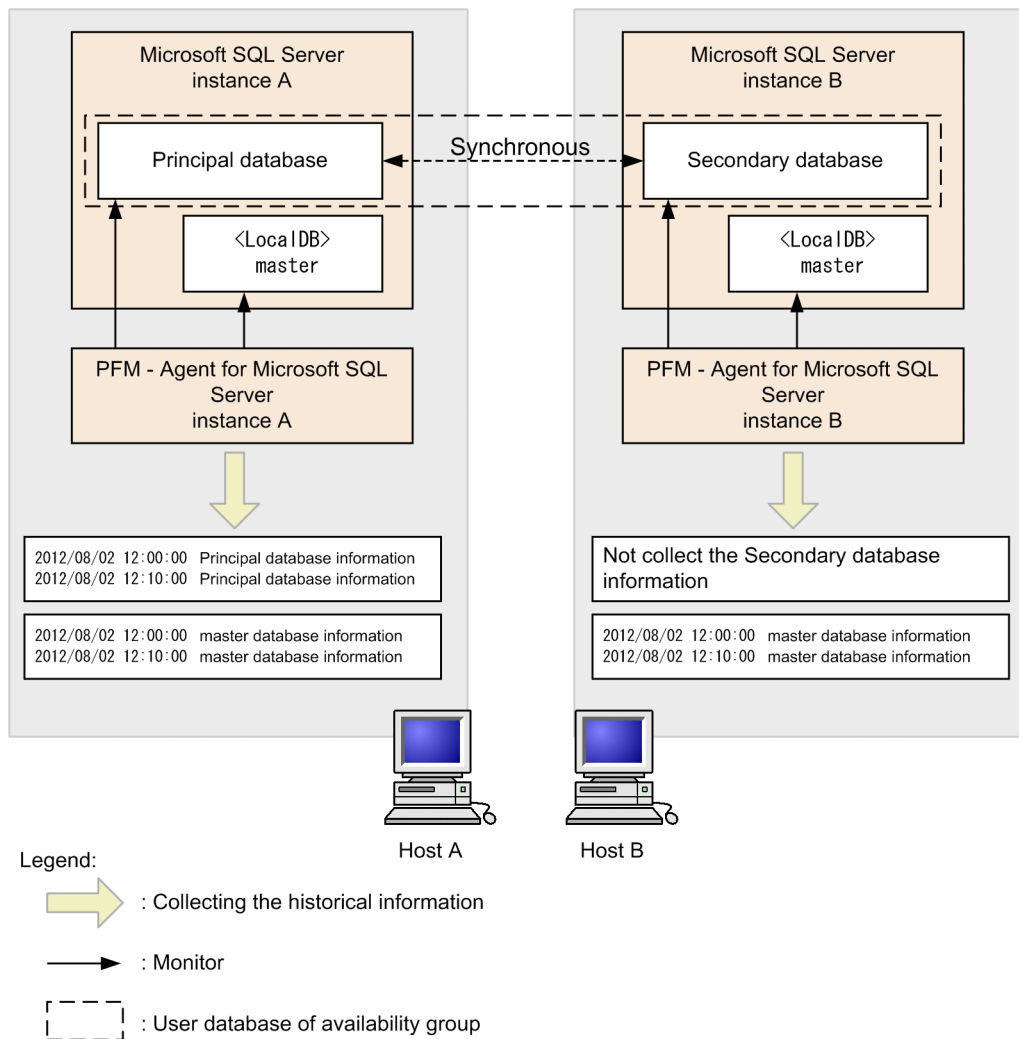 Microsoft SQL Server
instance A
Principal database
<LocalDB>
master
PFM - Agent for Microsoft SQL
Server
instance A
2012/08/02 12:00:00 Principal database information
2012/08/02 12:10:00 Principal database information
2012/08/02 12:00:00 master database information
2012/08/02 12:10:00 master database information
Host A
Synchronous
Microsoft SQL Server
instance B
Secondary database
<LocalDB>
master
PFM - Agent for Microsoft SQL
Server
instance B
Not collect the Secondary database
information
2012/08/02 12:00:00 master database information
2012/08/02 12:10:00 master database information
Host B
Legend:
: Collecting the historical information
: Monitor
: User database of availability group